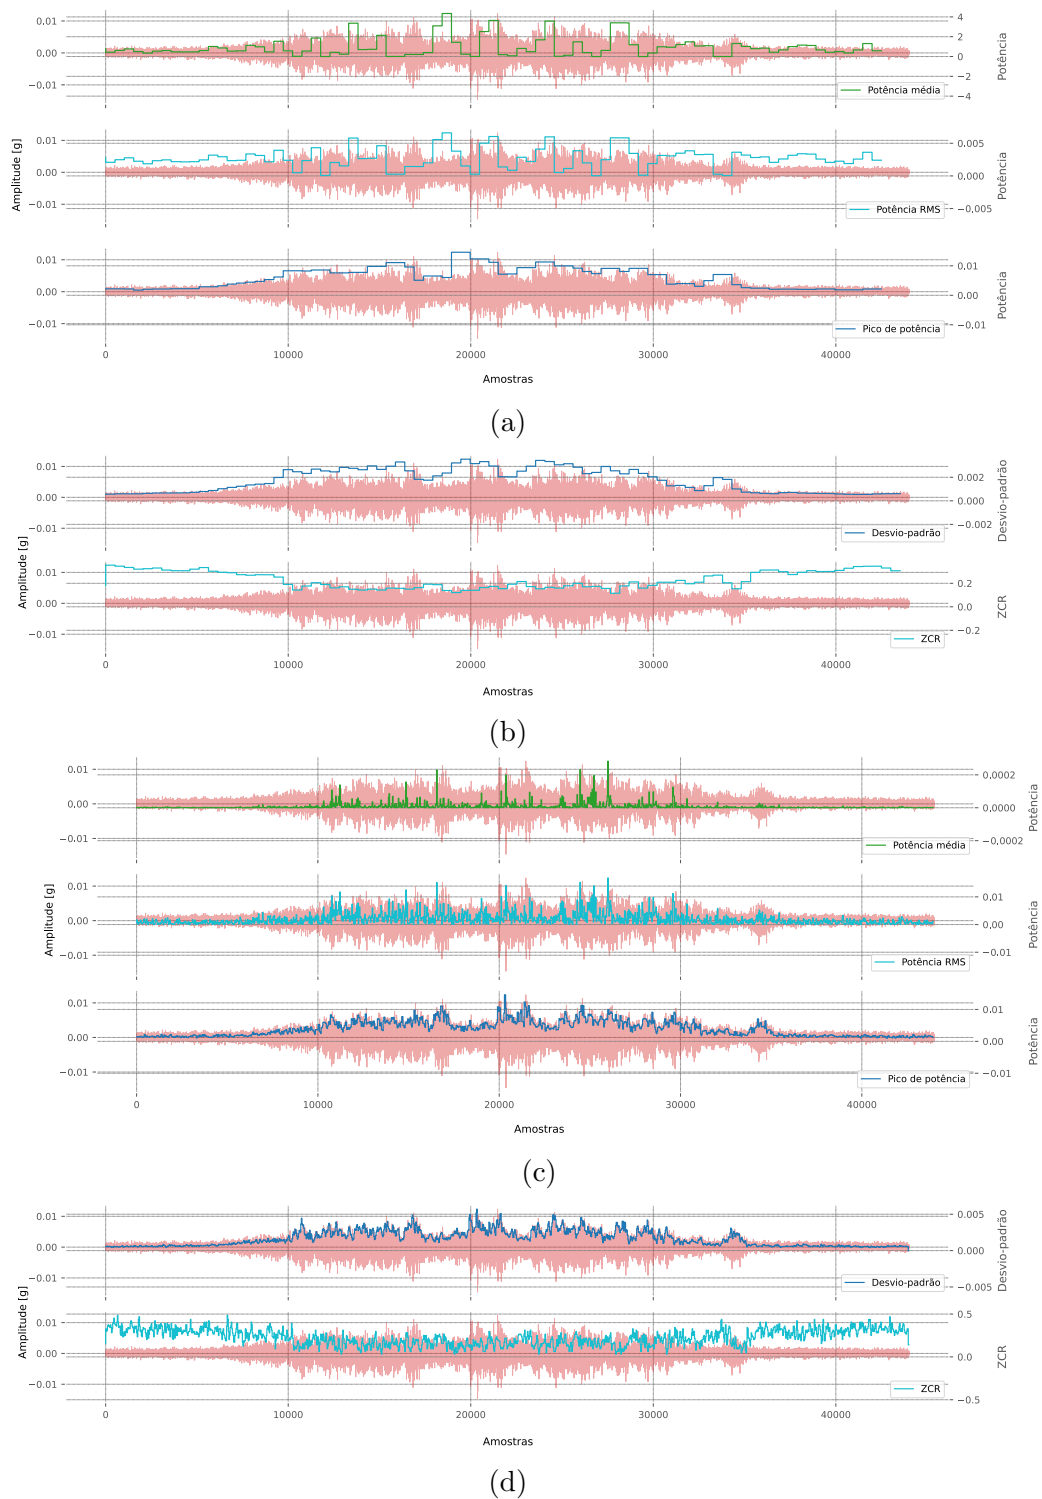 0.01
0.00
−0.01
4
2
0
−2
−4
Potência
Potência média
0.01
0.00
−0.01
Amplitude [g]
0.005
0.000
−0.005
Potência
Potência RMS
0.01
0.00
−0.01
0.01
0.00
−0.01
Potência
Pico de potência
0 10000 20000 30000 40000
Amostras
(a)
0.01
0.00
−0.01
0.002
0.000
−0.002
Desvio-padrão
Desvio-padrão
Amplitude [g]
0.01
0.00
−0.01
0.2
0.0
−0.2
ZCR
ZCR
0 10000 20000 30000 40000
Amostras
(b)
0.01
0.00
−0.01
0.0002
0.0000
−0.0002
Potência
Potência média
0.01
0.00
−0.01
Amplitude [g]
0.01
0.00
−0.01
Potência
Potência RMS
0.01
0.00
−0.01
0.01
0.00
−0.01
Potência
Pico de potência
0 10000 20000 30000 40000
Amostras
(c)
0.01
0.00
−0.01
0.005
0.000
−0.005
Desvio-padrão
Desvio-padrão
Amplitude [g]
0.01
0.00
−0.01
0.5
0.0
−0.5
ZCR
ZCR
0 10000 20000 30000 40000
Amostras
(d)